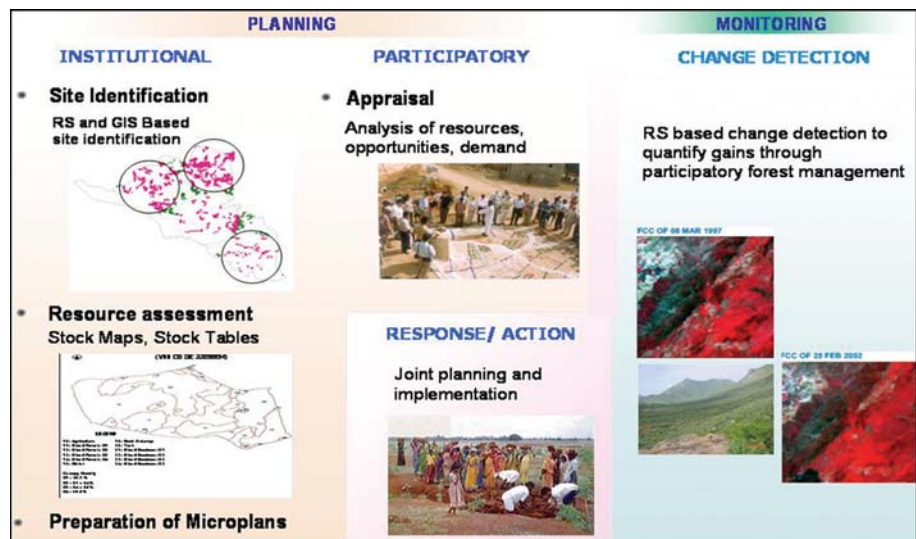 PLANNING
INSTITUTIONAL
Site Identification
RS and GIS Based
site identification
Resource assessment
Stock Maps, Stock Tables
LEGEND
Preparation of Microplans
PARTICIPATORY
Appraisal
Analysis of resources,
opportunities, demand
RESPONSE/ ACTION
Joint planning and
implementation
MONITORING
CHANGE DETECTION
RS based change detection to
quantify gains through
participatory forest management
FCC OF 08 MAR 1997
FCC OF 25 FEB 2002